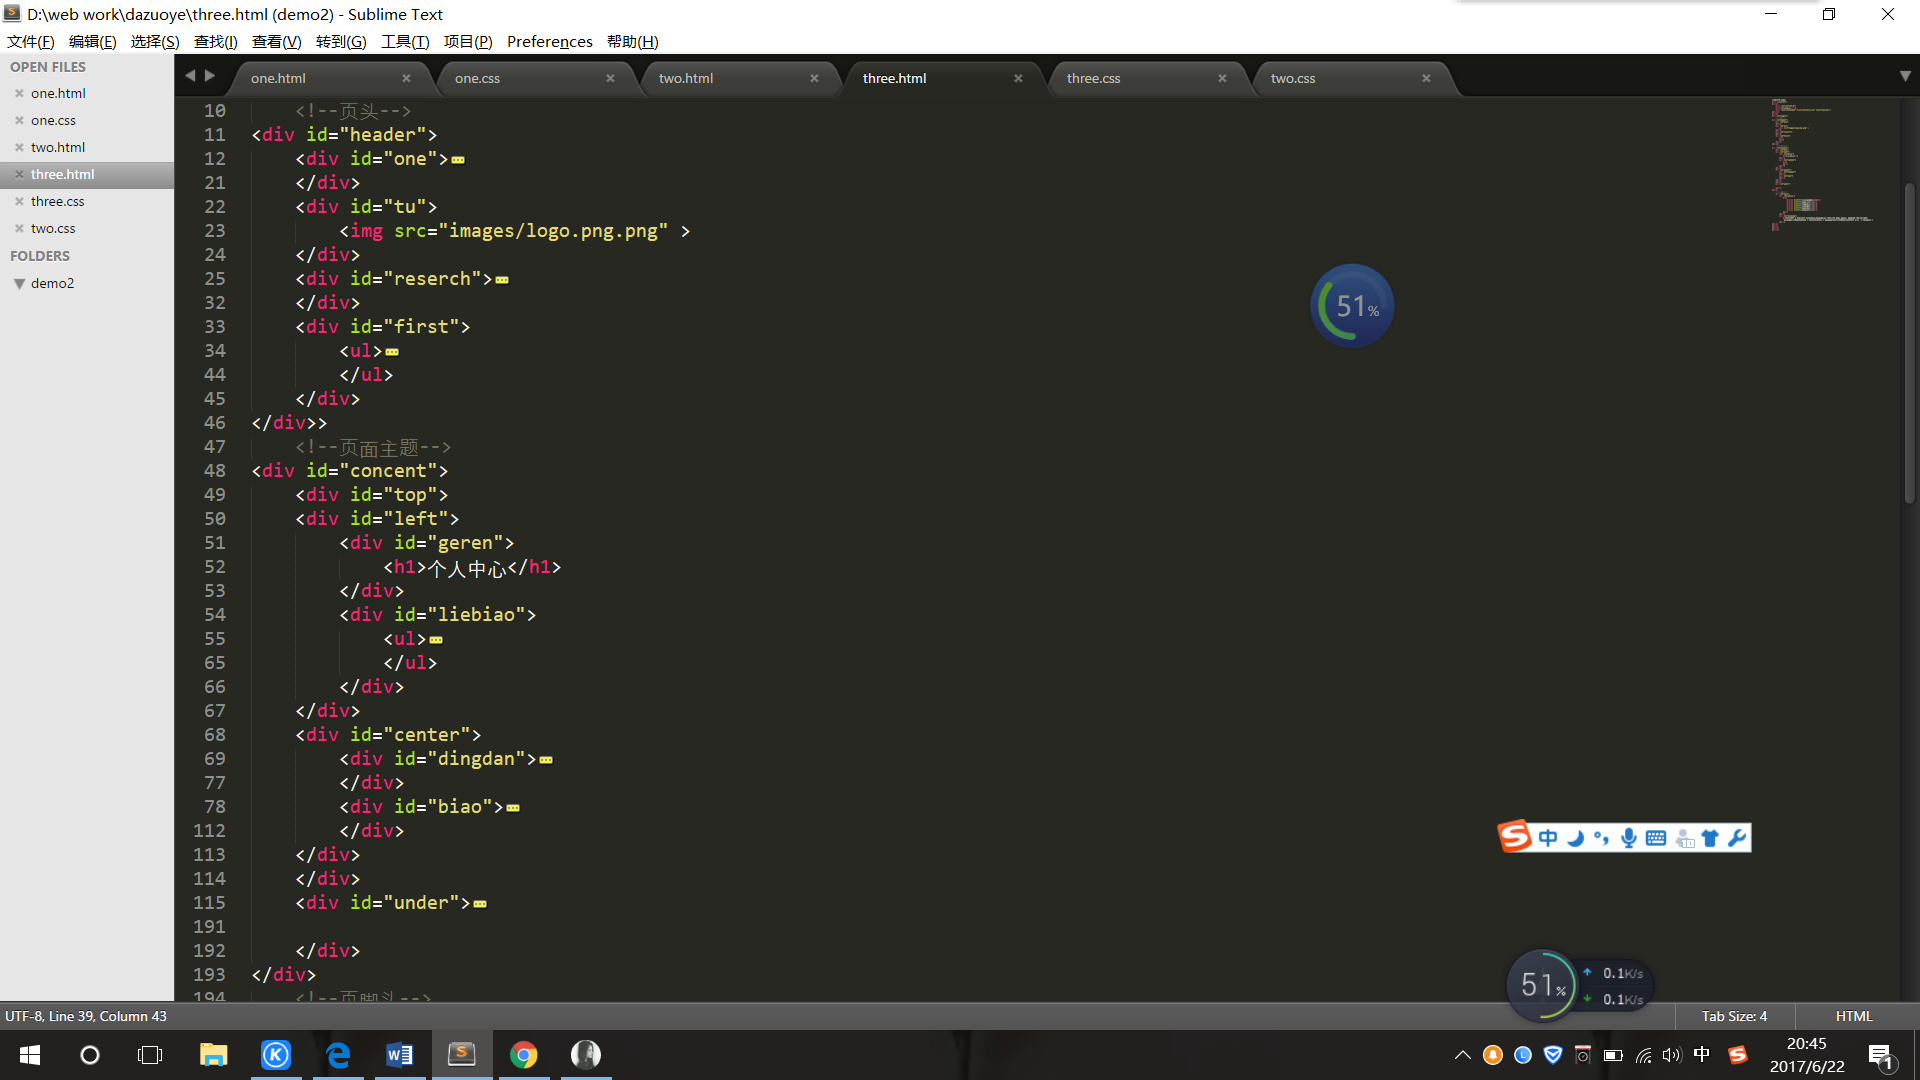 D:\web work\dazuoye\three.html (demo2) - Sublime Text
文件(F) 编辑(E) 选择(S) 查找(I) 查看(V) 转到(G) 工具(T) 项目(P) Preferences 帮助(H)
OPEN FILES
one.html
one.css
two.html
three.html
three.css
two.css
FOLDERS
demo2
one.html one.css two.html three.html three.css two.css
10 <!--页头-->
11 <div id="header">
12 <div id="one">
21 </div>
22 <div id="tu">
23 <img src="images/logo.png.png" >
24 </div>
25 <div id="reserch">
32 </div>
33 <div id="first">
34 <ul>
44 </ul>
45 </div>
46 </div>>
47 <!--页面主题-->
48 <div id="concent">
49 <div id="top">
50 <div id="left">
51 <div id="geren">
52 <h1>个人中心</h1>
53 </div>
54 <div id="liebiao">
55 <ul>
65 </ul>
66 </div>
67 </div>
68 <div id="center">
69 <div id="dingdan">
77 </div>
78 <div id="biao">
112 </div>
113 </div>
114 </div>
115 <div id="under">
191
192 </div>
193 </div>
194 <!--页脚头-->
51%
中
51%
0.1K/s
0.1K/s
UTF-8, Line 39, Column 43
Tab Size: 4
HTML
中
20:45
2017/6/22
1